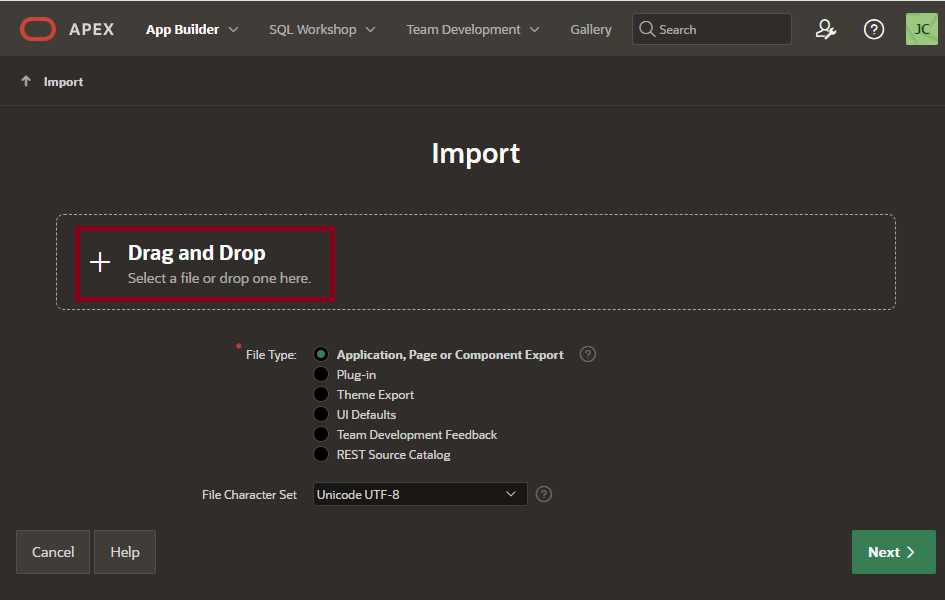 APEX App Builder SQL Workshop Team Development Gallery Search JC
Import
Import
Drag and Drop
Select a file or drop one here.
* File Type: Application, Page or Component Export ?
Plug-in
Theme Export
UI Defaults
Team Development Feedback
REST Source Catalog
File Character Set Unicode UTF-8 ?
Cancel Help Next